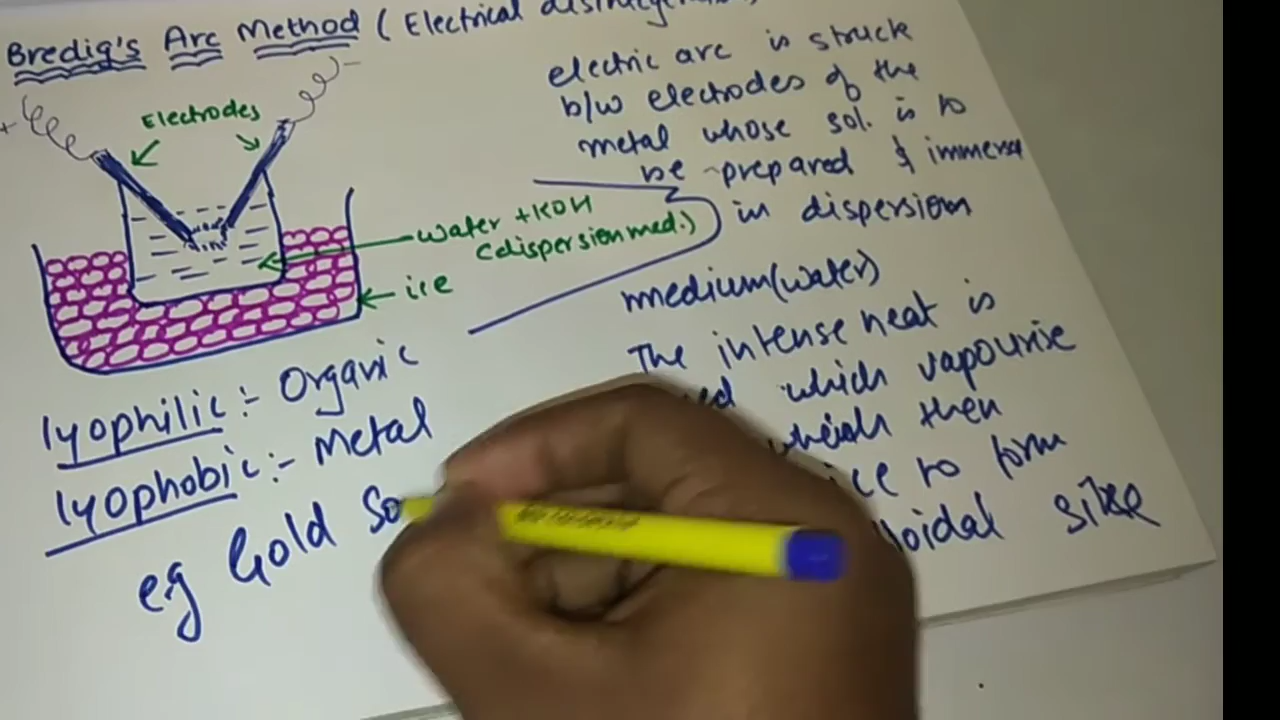 Bredig's Arc Method (Electrical
Electrodes
+
-
water + KOH
(dispersion med.)
ice
lyophilic :- Organic
lyophobic :- Metal
eg Gold So
electric arc is struck
b/w electrodes of the
metal whose sol. is to
be prepared & immerse
in dispersion
medium (water)
The intense heat is
which vapourise
which then
ice to form
loidal size